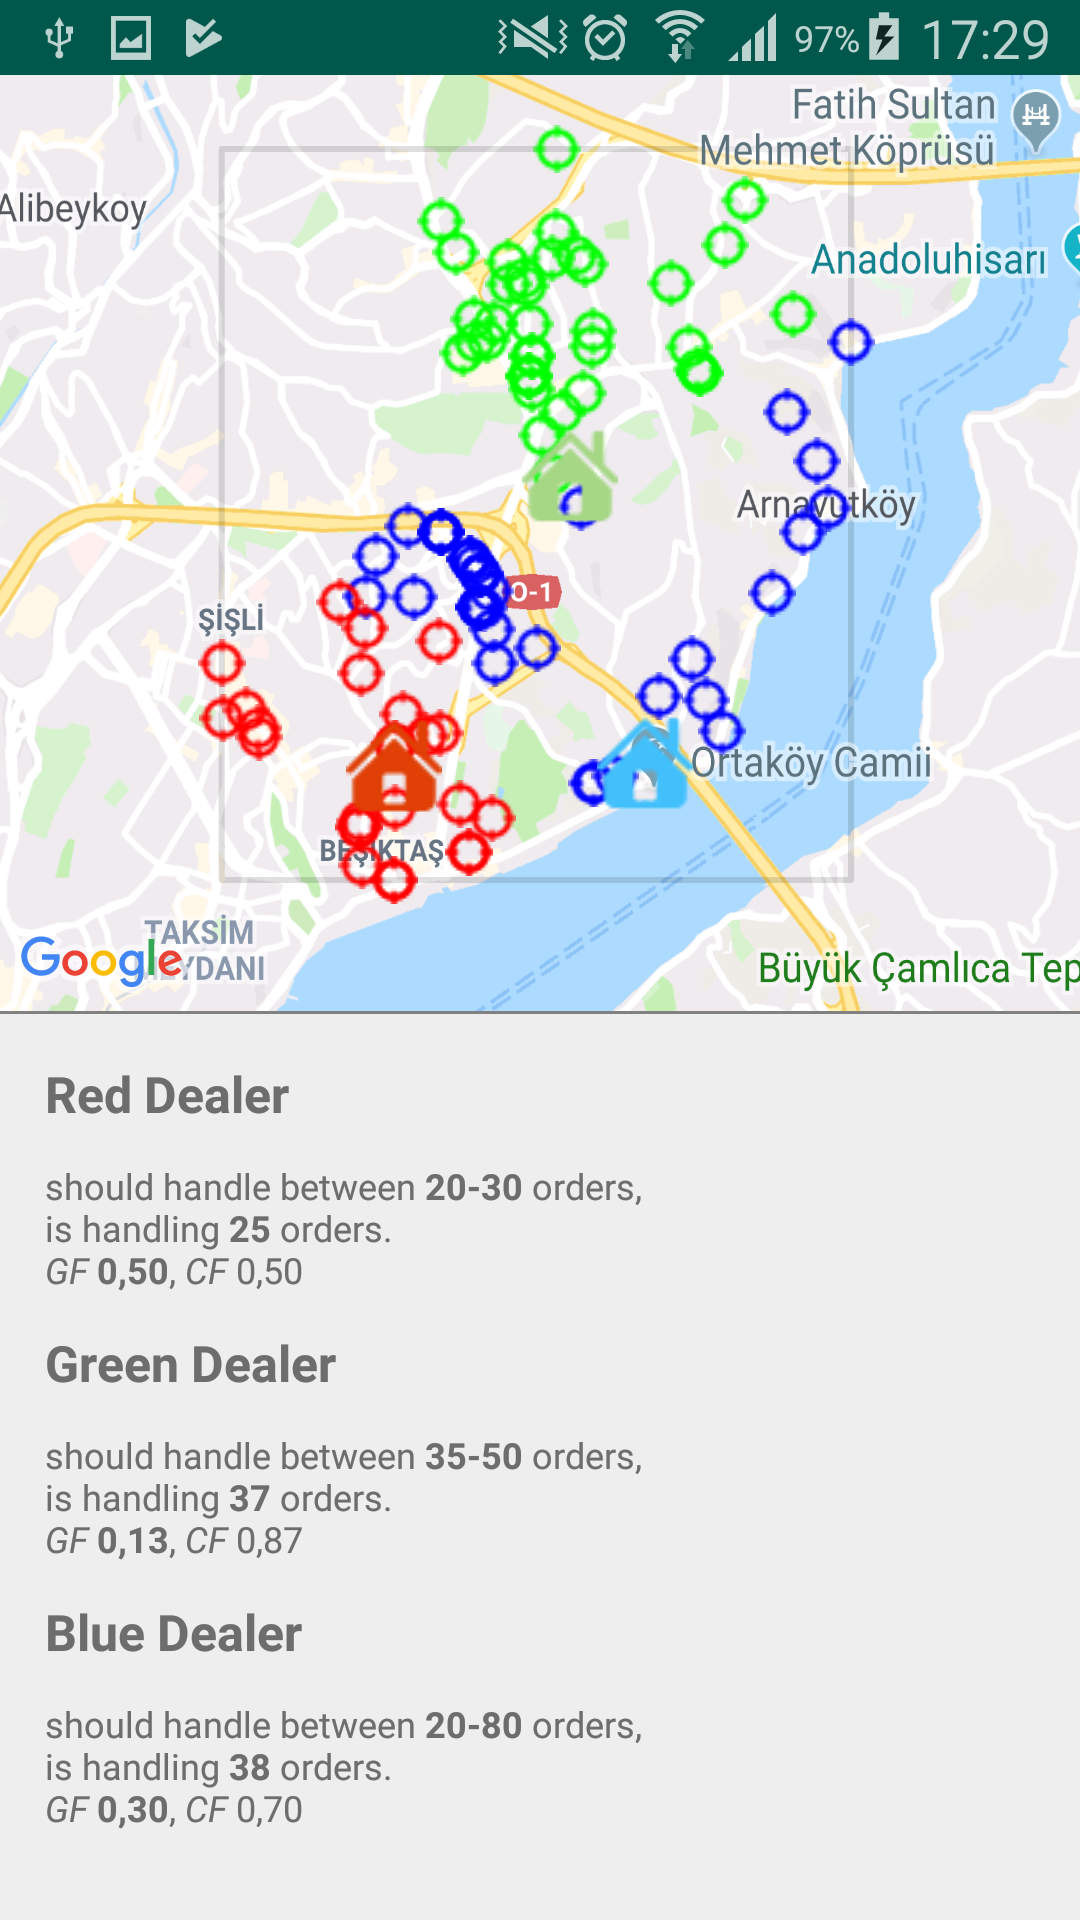 97% 17:29
Fatih Sultan
Mehmet Köprüsü
Alibeykoy
Anadoluhisarı
Arnavutköy
O-1
ŞİŞLİ
Ortaköy Camii
BEŞİKTAŞ
TAKSİM
YDANI
Google
Büyük Çamlıca Tep
Red Dealer
should handle between 20-30 orders,
is handling 25 orders.
GF 0,50, CF 0,50
Green Dealer
should handle between 35-50 orders,
is handling 37 orders.
GF 0,13, CF 0,87
Blue Dealer
should handle between 20-80 orders,
is handling 38 orders.
GF 0,30, CF 0,70